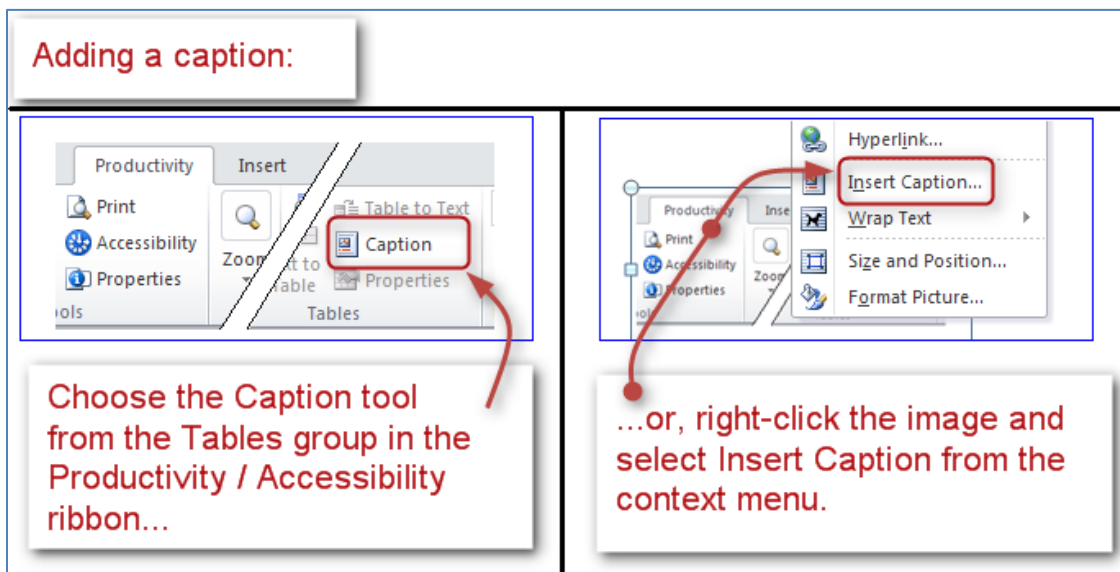 Adding a caption:
Productivity Insert
Print
Accessibility
Properties
Zoom
Table to Text
Caption
Table
Properties
Tables
Choose the Caption tool
from the Tables group in the
Productivity / Accessibility
ribbon...
Hyperlink...
Insert Caption...
Wrap Text
Size and Position...
Format Picture...
Productivity
Print
Accessibility
Properties
...or, right-click the image and
select Insert Caption from the
context menu.